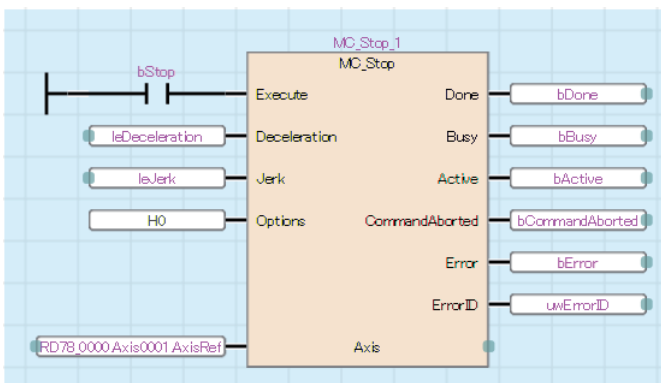 MC_Stop_1
MC_Stop
bStop
Execute Done bDone
leDeceleration Deceleration Busy bBusy
leJerk Jerk Active bActive
H0 Options CommandAborted bCommandAborted
Error bError
ErrorID uwErrorID
RD78_0000.Axis0001.AxisRef Axis